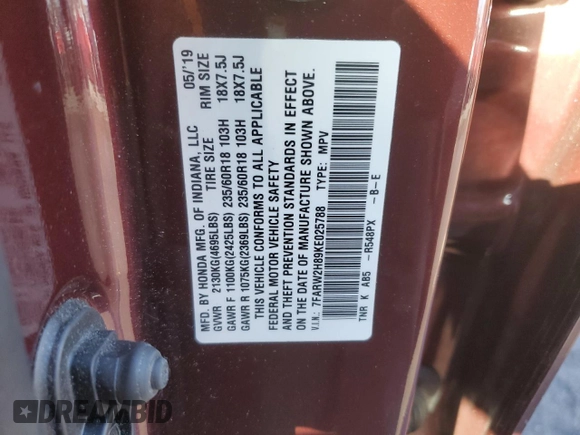 MFD. BY HONDA MFG. OF INDIANA, LLC 05/'19
TIRE SIZE RIM SIZE
GVWR 2130KG(4695LBS)
GAWR F 1100KG(2425LBS) 235/60R18 103H 18X7.5J
GAWR R 1075KG(2369LBS) 235/60R18 103H 18X7.5J
THIS VEHICLE CONFORMS TO ALL APPLICABLE
FEDERAL MOTOR VEHICLE SAFETY
AND THEFT PREVENTION STANDARDS IN EFFECT
ON THE DATE OF MANUFACTURE SHOWN ABOVE.
V.I.N.: 7FARW2H89KE025788 TYPE: MPV
TNR K AB5 -R548PX -B-E
DREAMBID